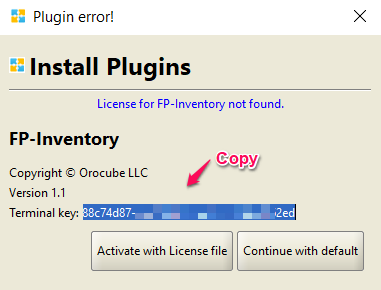 Plugin error!
Install Plugins
License for FP-Inventory not found.
FP-Inventory
Copy
Copyright © Orocube LLC
Version 1.1
Terminal key: 88c74d87- 2ed
Activate with License file
Continue with default